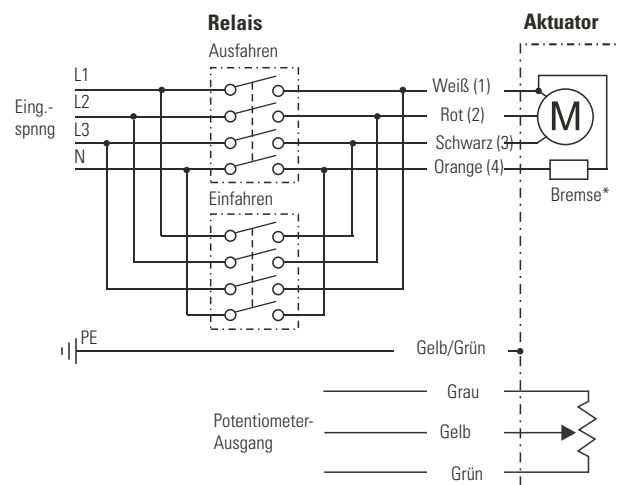 Relais
Aktuator
Ausfahren
L1
Weiß (1)
Eing.-
spnng
L2
Rot (2)
M
L3
Schwarz (3)
N
Orange (4)
Bremse*
Einfahren
PE
Gelb/Grün
Grau
Potentiometer-
Ausgang
Gelb
Grün